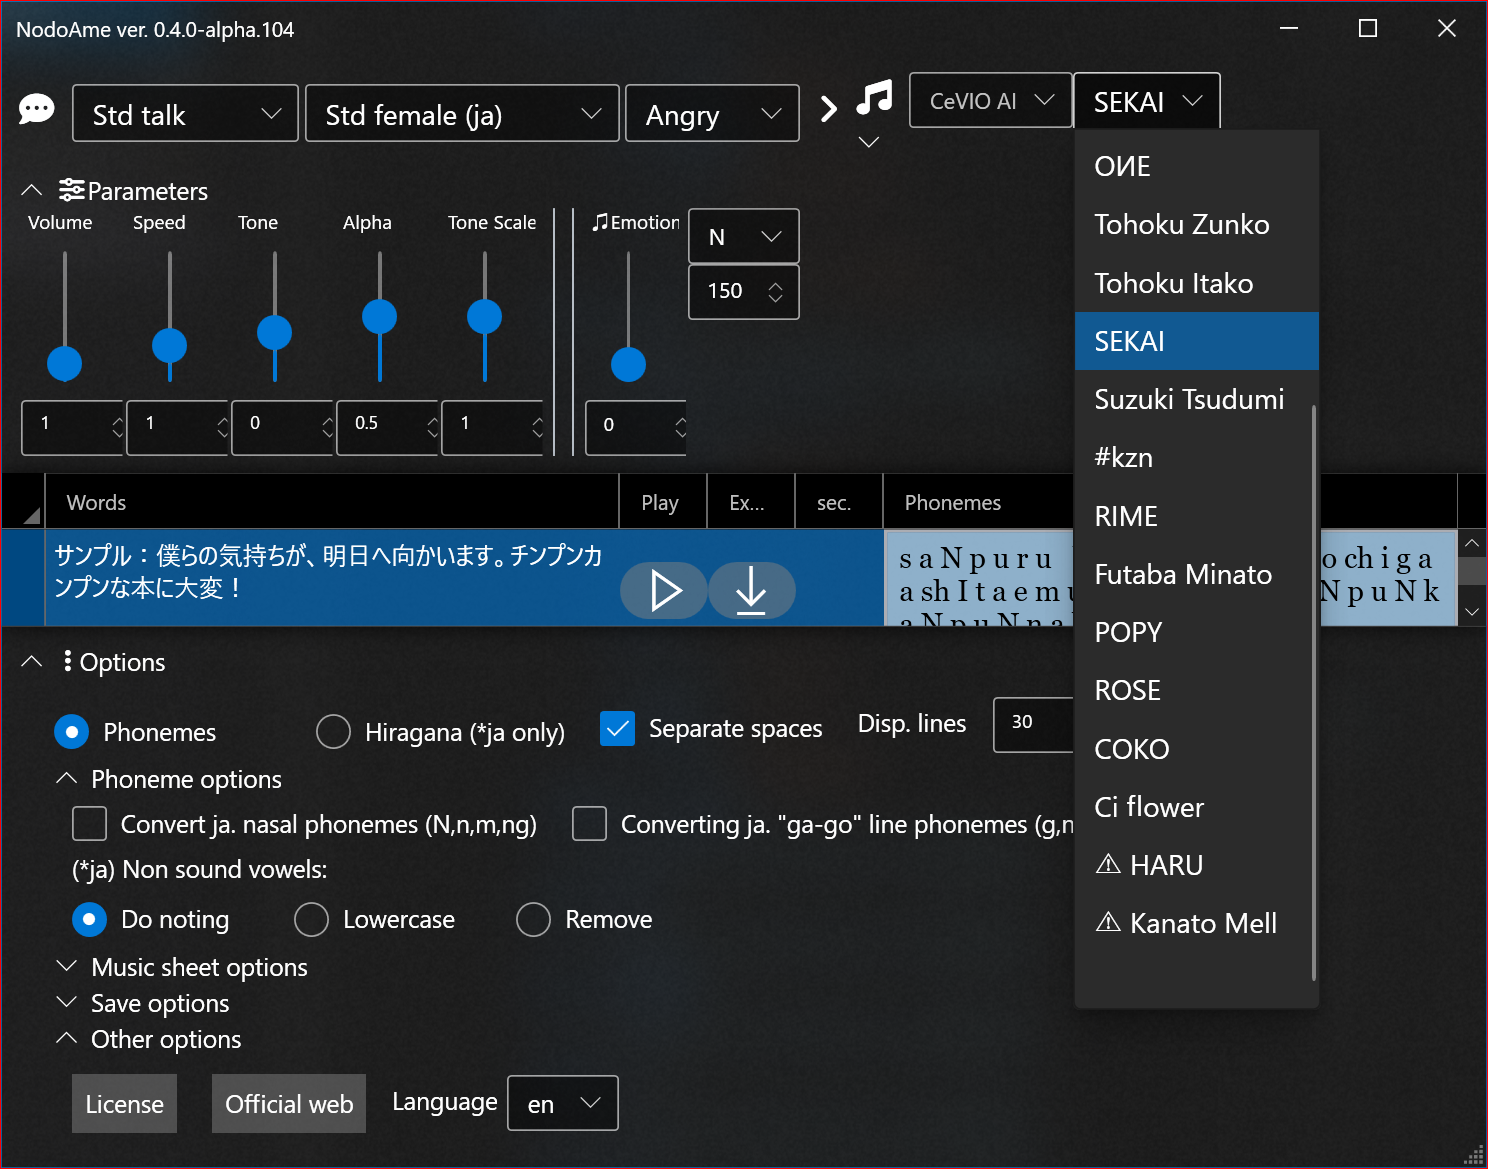 NodoAme ver. 0.4.0-alpha.104
Std talk
Std female (ja)
Angry
CeVIO AI
SEKAI
OИE
Tohoku Zunko
Tohoku Itako
SEKAI
Suzuki Tsudumi
#kzn
RIME
Futaba Minato
POPY
ROSE
COKO
Ci flower
⚠ HARU
⚠ Kanato Mell
Parameters
Volume Speed Tone Alpha Tone Scale
Emotion
N
150
1 1 0 0.5 1 0
Words Play Ex... sec. Phonemes
サンプル：僕らの気持ちが、明日へ向かいます。チンプンカ
ンプンな本に大変！
s a N p u r u
o ch i g a
a sh I t a e m u
N p u N k
a N p u N n a
Options
Phonemes
Hiragana (*ja only)
Separate spaces
Disp. lines
30
Phoneme options
Convert ja. nasal phonemes (N,n,m,ng)
Converting ja. "ga-go" line phonemes (g,n
(*ja) Non sound vowels:
Do noting
Lowercase
Remove
Music sheet options
Save options
Other options
License
Official web
Language
en